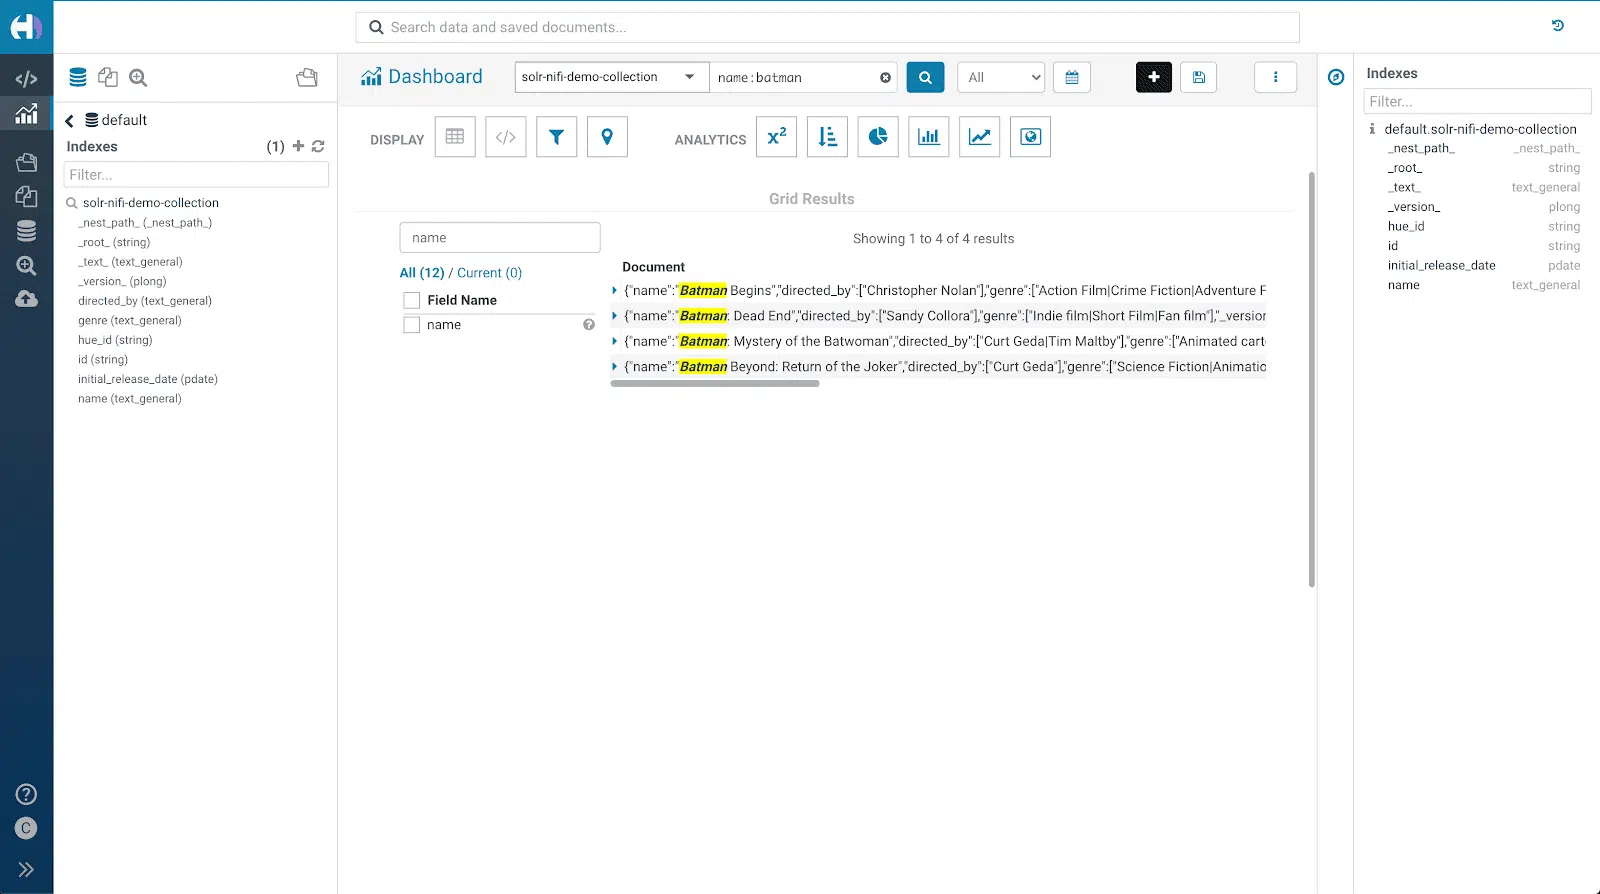 Search data and saved documents...
Dashboard
solr-nifi-demo-collection
name:batman
All
default
Indexes (1)
Filter...
solr-nifi-demo-collection
_nest_path_ (_nest_path_)
_root_ (string)
_text_ (text_general)
_version_ (plong)
directed_by (text_general)
genre (text_general)
hue_id (string)
id (string)
initial_release_date (pdate)
name (text_general)
C
DISPLAY
ANALYTICS
x²
Grid Results
name
All (12) / Current (0)
Field Name
name
Showing 1 to 4 of 4 results
Document
{"name":"Batman Begins","directed_by":["Christopher Nolan"],"genre":["Action Film|Crime Fiction|Adventure F
{"name":"Batman: Dead End","directed_by":["Sandy Collora"],"genre":["Indie film|Short Film|Fan film"],"_version
{"name":"Batman: Mystery of the Batwoman","directed_by":["Curt Geda|Tim Maltby"],"genre":["Animated cart
{"name":"Batman Beyond: Return of the Joker","directed_by":["Curt Geda"],"genre":["Science Fiction|Animatio
Indexes
Filter...
default.solr-nifi-demo-collection
_nest_path_ _nest_path_
_root_ string
_text_ text_general
_version_ plong
hue_id string
id string
initial_release_date pdate
name text_general